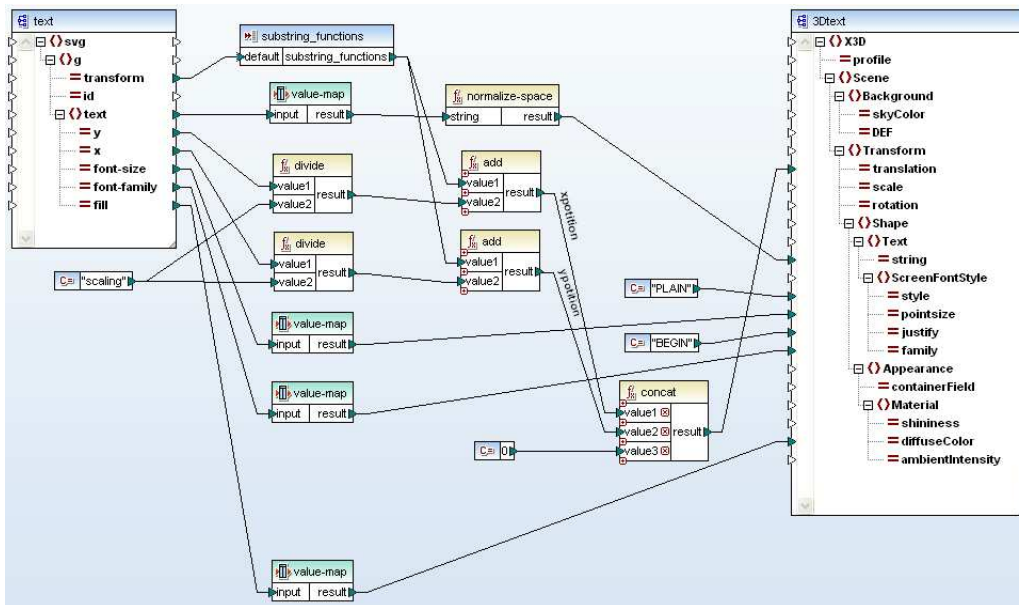 text
svg
g
transform
id
text
y
x
font-size
font-family
fill
substring_functions
default substring_functions
value-map
input result
normalize-space
string result
divide
value1 result
value2
add
value1 result
value2
divide
value1 result
value2
add
value1 result
value2
xpotition
ypotition
C= "scaling"
value-map
input result
value-map
input result
C= "PLAIN"
C= "BEGIN"
concat
value1
value2 result
value3
C= 0
value-map
input result
3Dtext
X3D
profile
Scene
Background
skyColor
DEF
Transform
translation
scale
rotation
Shape
Text
string
ScreenFontStyle
style
pointsize
justify
family
Appearance
containerField
Material
shininess
diffuseColor
ambientIntensity